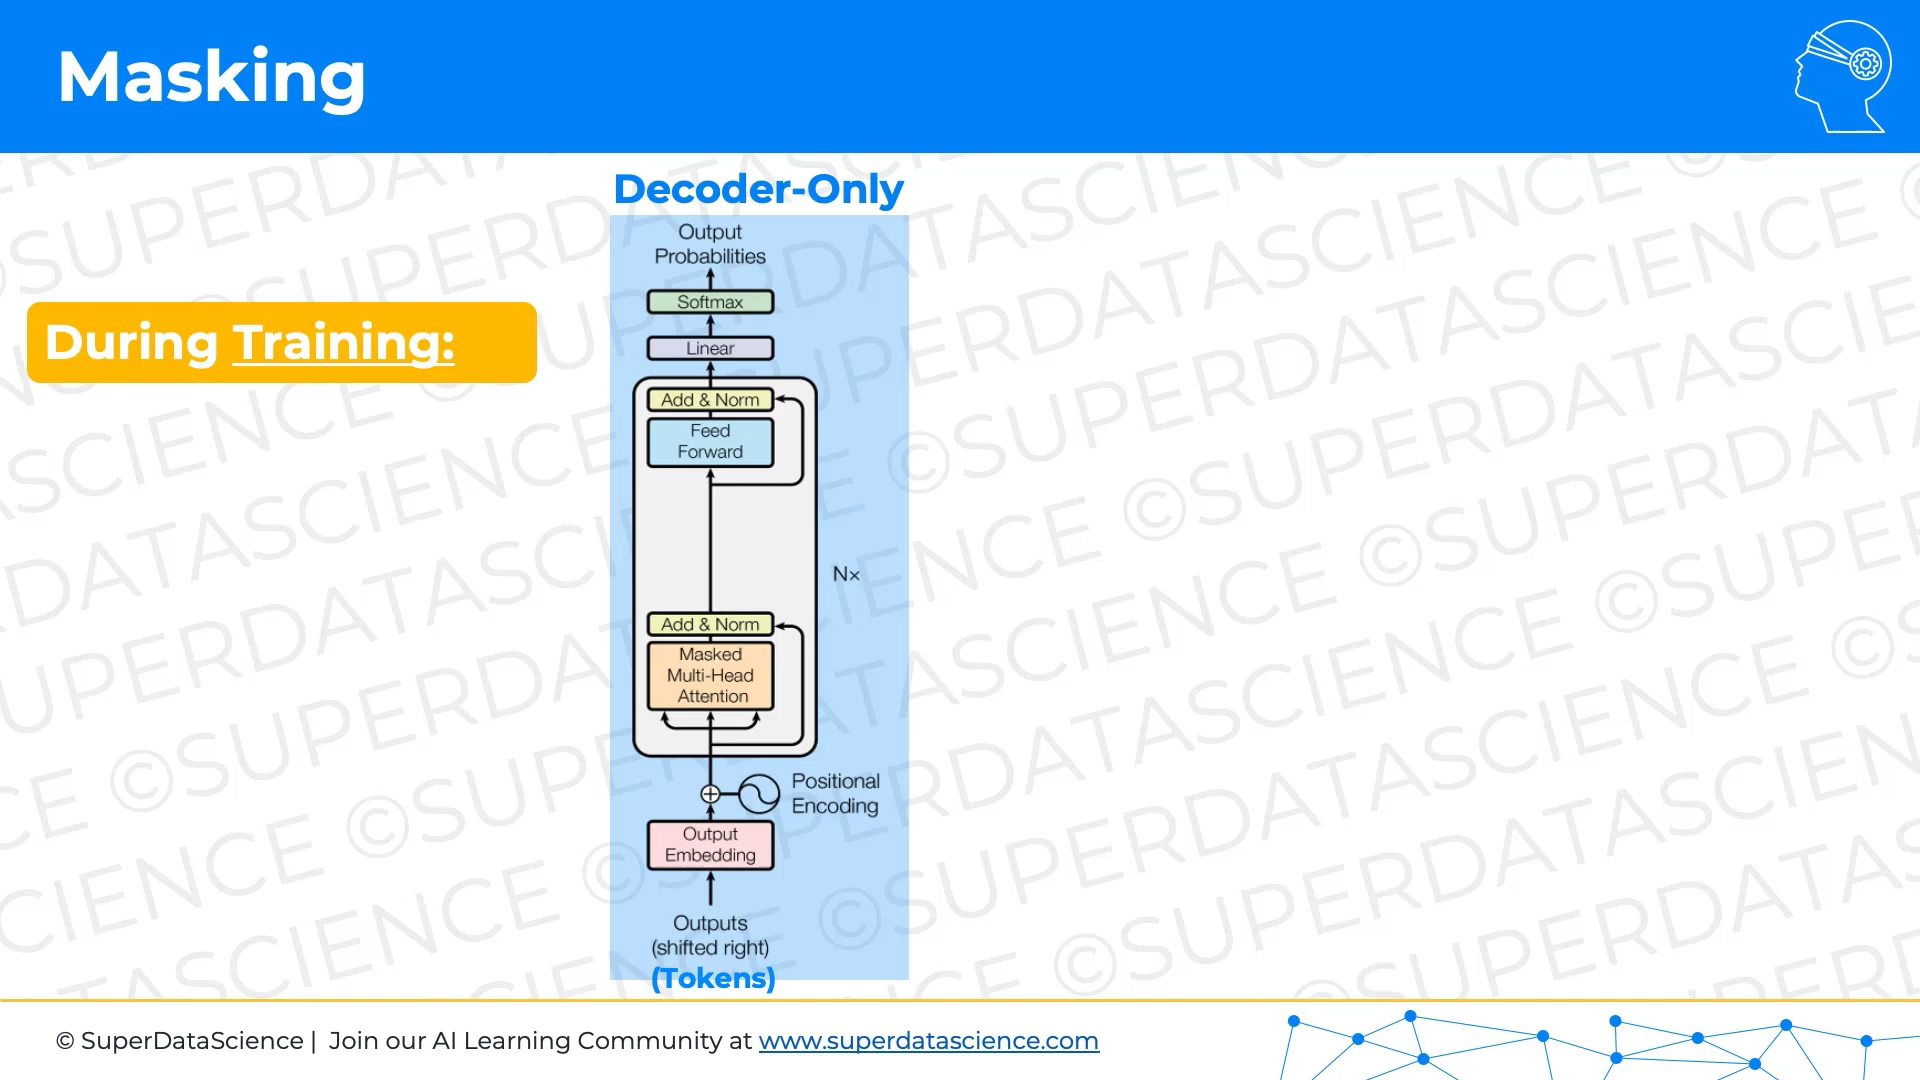 Masking
Decoder-Only
During Training:
Output
Probabilities
Softmax
Linear
Add & Norm
Feed
Forward
Nx
Add & Norm
Masked
Multi-Head
Attention
Positional
Encoding
Output
Embedding
Outputs
(shifted right)
(Tokens)
©SUPERDATASCIENCE
© SuperDataScience | Join our AI Learning Community at www.superdatascience.com